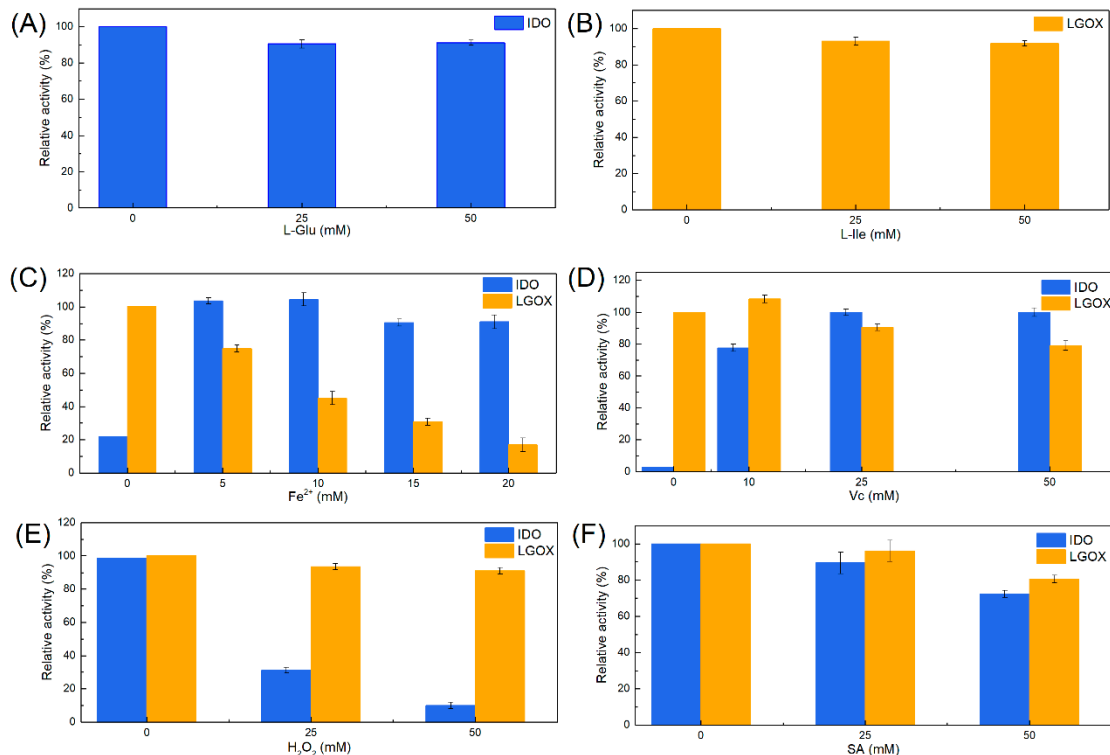 (A)
IDO
Relative activity (%)
100
80
60
40
20
0
0 25 50
L-Glu (mM)
(B)
LGOX
Relative activity (%)
100
80
60
40
20
0
0 25 50
L-Ile (mM)
(C)
IDO
LGOX
Relative activity (%)
120
100
80
60
40
20
0
0 5 10 15 20
Fe²⁺ (mM)
(D)
IDO
LGOX
Relative activity (%)
120
100
80
60
40
20
0
0 10 25 50
Vc (mM)
(E)
IDO
LGOX
Relative activity (%)
120
100
80
60
40
20
0
0 25 50
H₂O₂ (mM)
(F)
IDO
LGOX
Relative activity (%)
100
80
60
40
20
0
0 25 50
SA (mM)